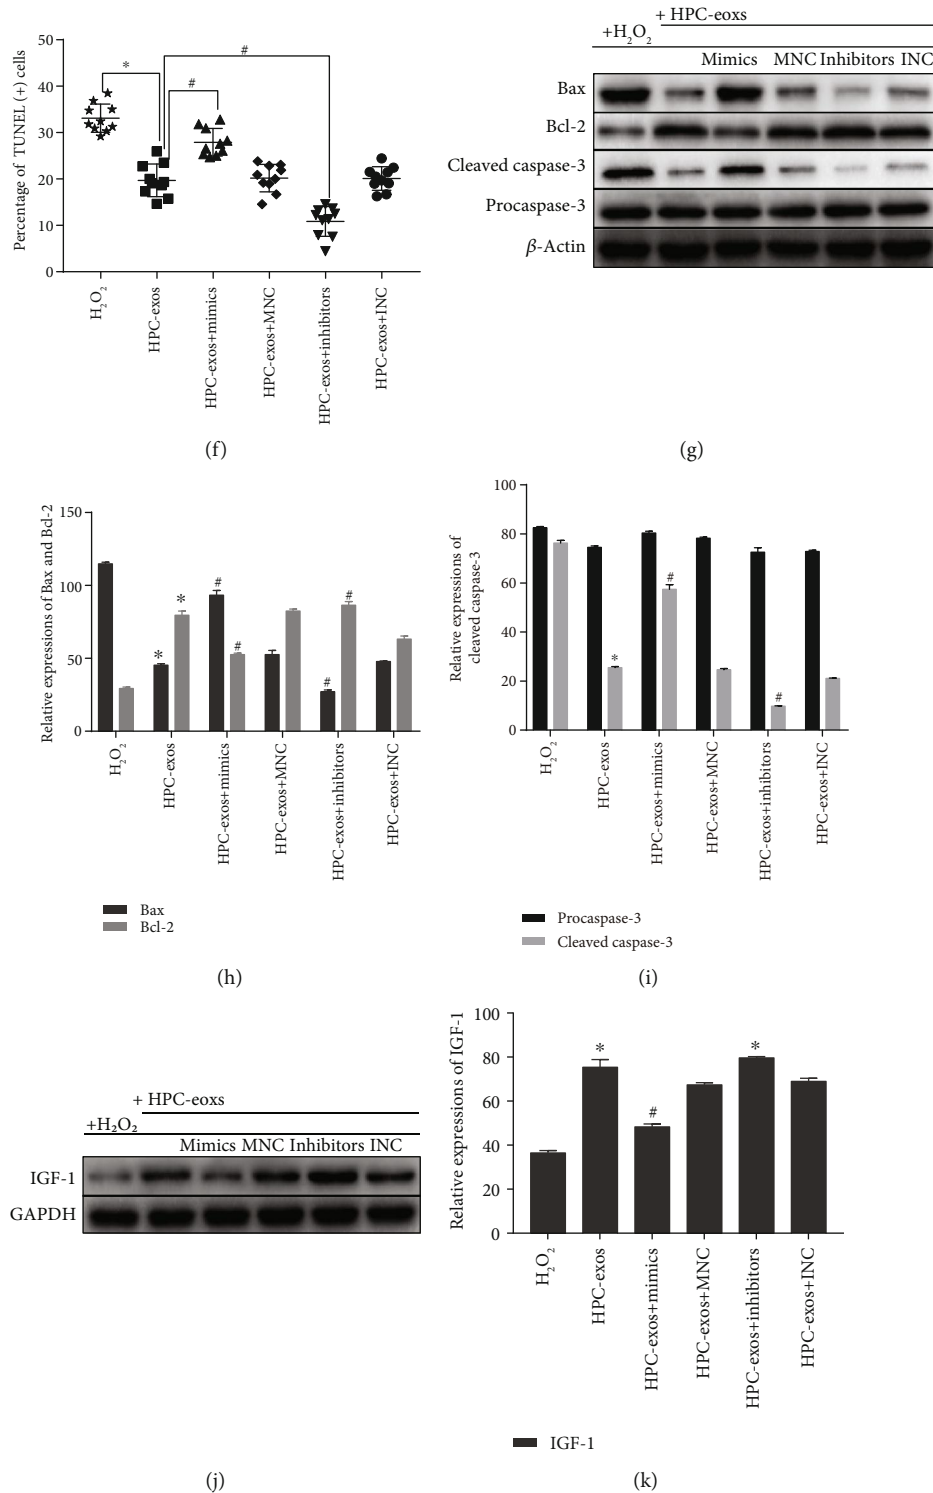 50
40
30
20
10
0
Percentage of TUNEL (+) cells
*
#
#
H₂O₂
HPC-exos
HPC-exos+mimics
HPC-exos+MNC
HPC-exos+inhibitors
HPC-exos+INC
(f)
+ HPC-eoxs
+H₂O₂
Mimics MNC Inhibitors INC
Bax
Bcl-2
Cleaved caspase-3
Procaspase-3
β-Actin
(g)
150
100
50
0
Relative expressions of Bax and Bcl-2
*
*
#
#
#
#
H₂O₂
HPC-exos
HPC-exos+mimics
HPC-exos+MNC
HPC-exos+inhibitors
HPC-exos+INC
Bax
Bcl-2
(h)
100
80
60
40
20
0
Relative expressions of
cleaved caspase-3
*
#
#
H₂O₂
HPC-exos
HPC-exos+mimics
HPC-exos+MNC
HPC-exos+inhibitors
HPC-exos+INC
Procaspase-3
Cleaved caspase-3
(i)
+ HPC-eoxs
+H₂O₂
Mimics MNC Inhibitors INC
IGF-1
GAPDH
(j)
100
80
60
40
20
0
Relative expressions of IGF-1
*
#
*
H₂O₂
HPC-exos
HPC-exos+mimics
HPC-exos+MNC
HPC-exos+inhibitors
HPC-exos+INC
IGF-1
(k)